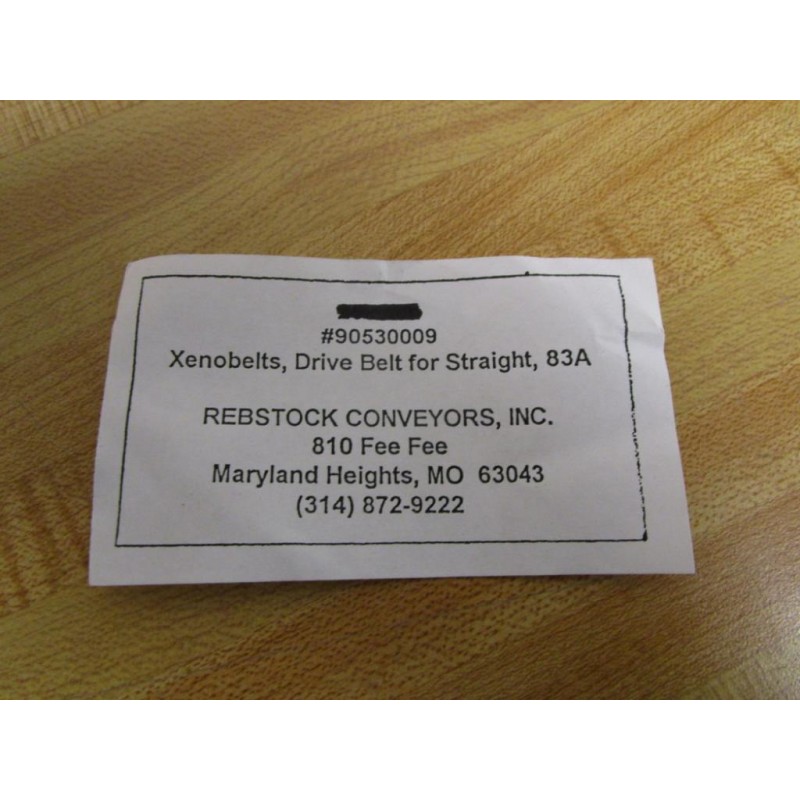 #90530009
Xenobelts, Drive Belt for Straight, 83A
REBSTOCK CONVEYORS, INC.
810 Fee Fee
Maryland Heights, MO 63043
(314) 872-9222